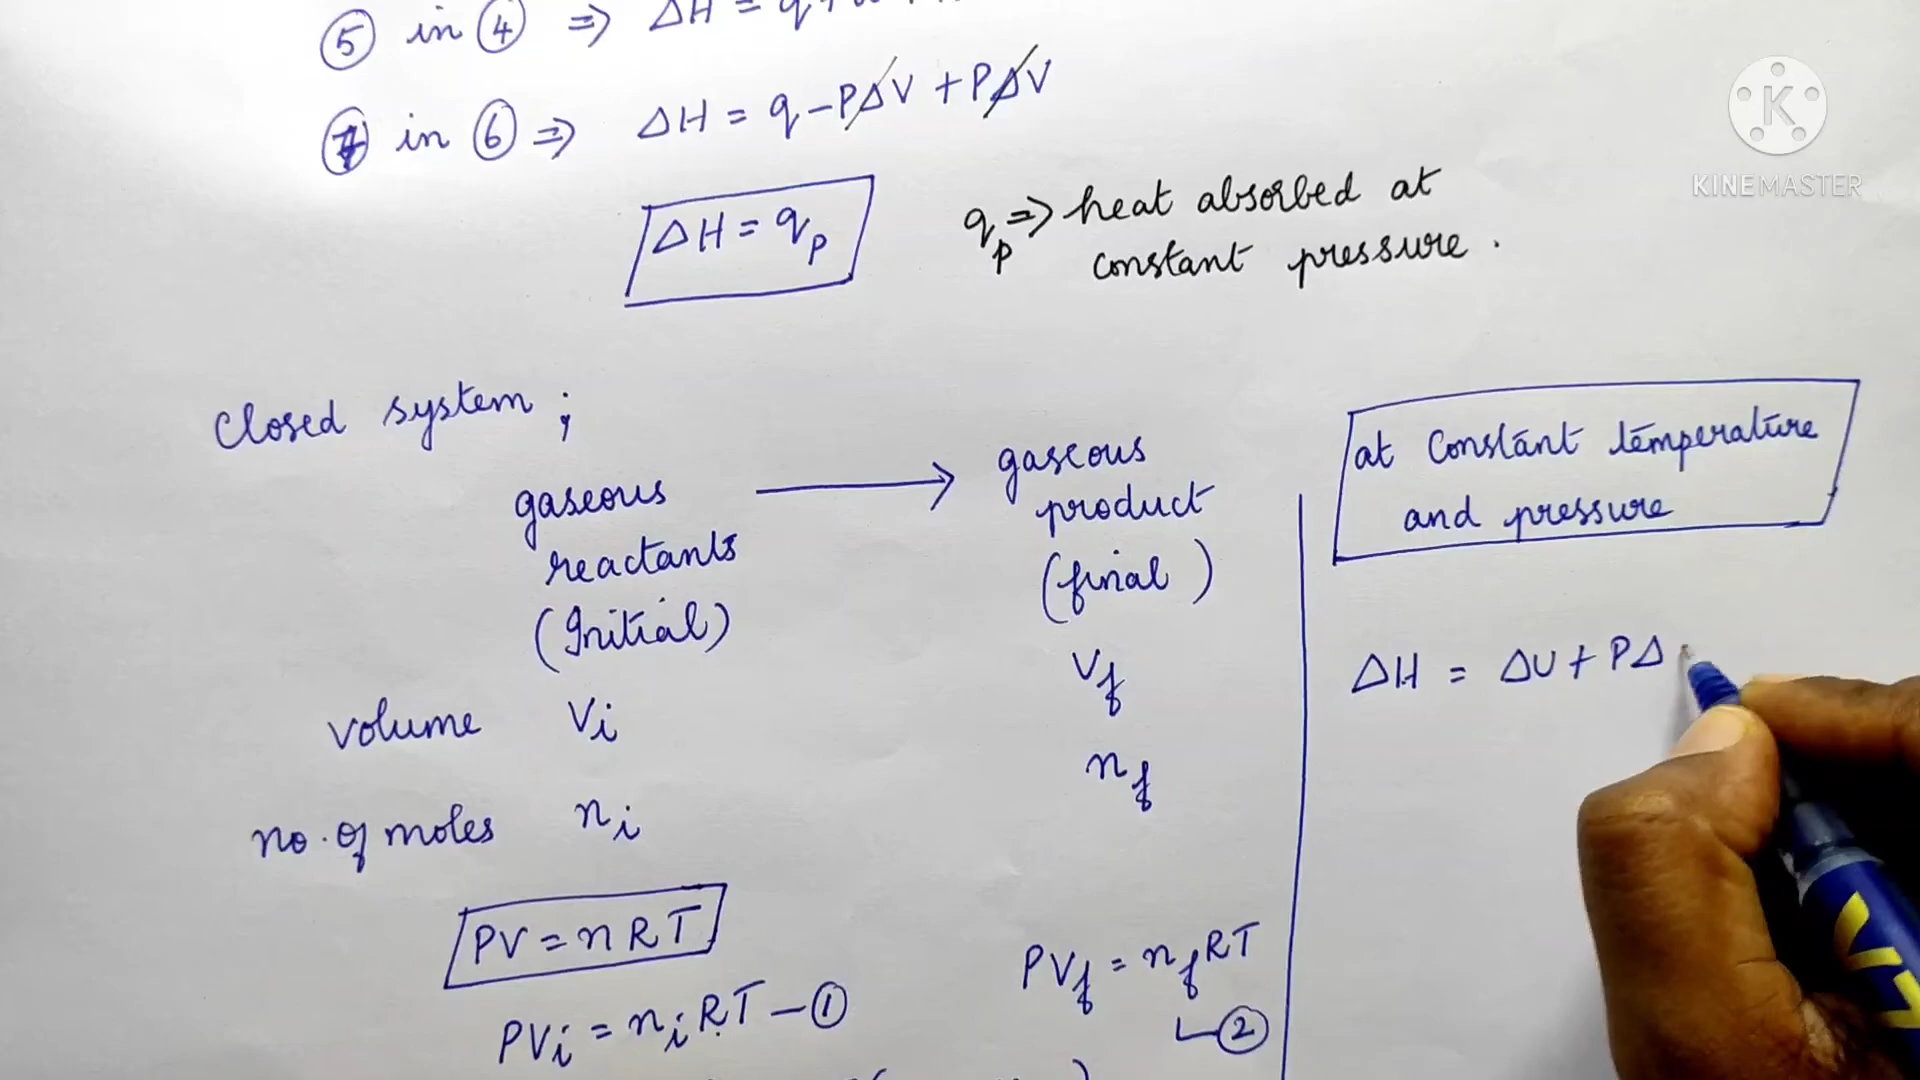 ⑤ in ④ ⇒ ΔH = q
⑦ in ⑥ ⇒ ΔH = q - PΔV + PΔV
ΔH = qp
qp ⇒ heat absorbed at
constant pressure.
K
KINEMASTER
Closed system ;
gaseous reactants (Initial) ⟶ gaseous product (final)
at Constant temperature
and pressure
ΔH = ΔU + PΔ
volume Vi Vf
no. of moles ni nf
PV = nRT
PVi = niRT - ① PVf = nfRT
②